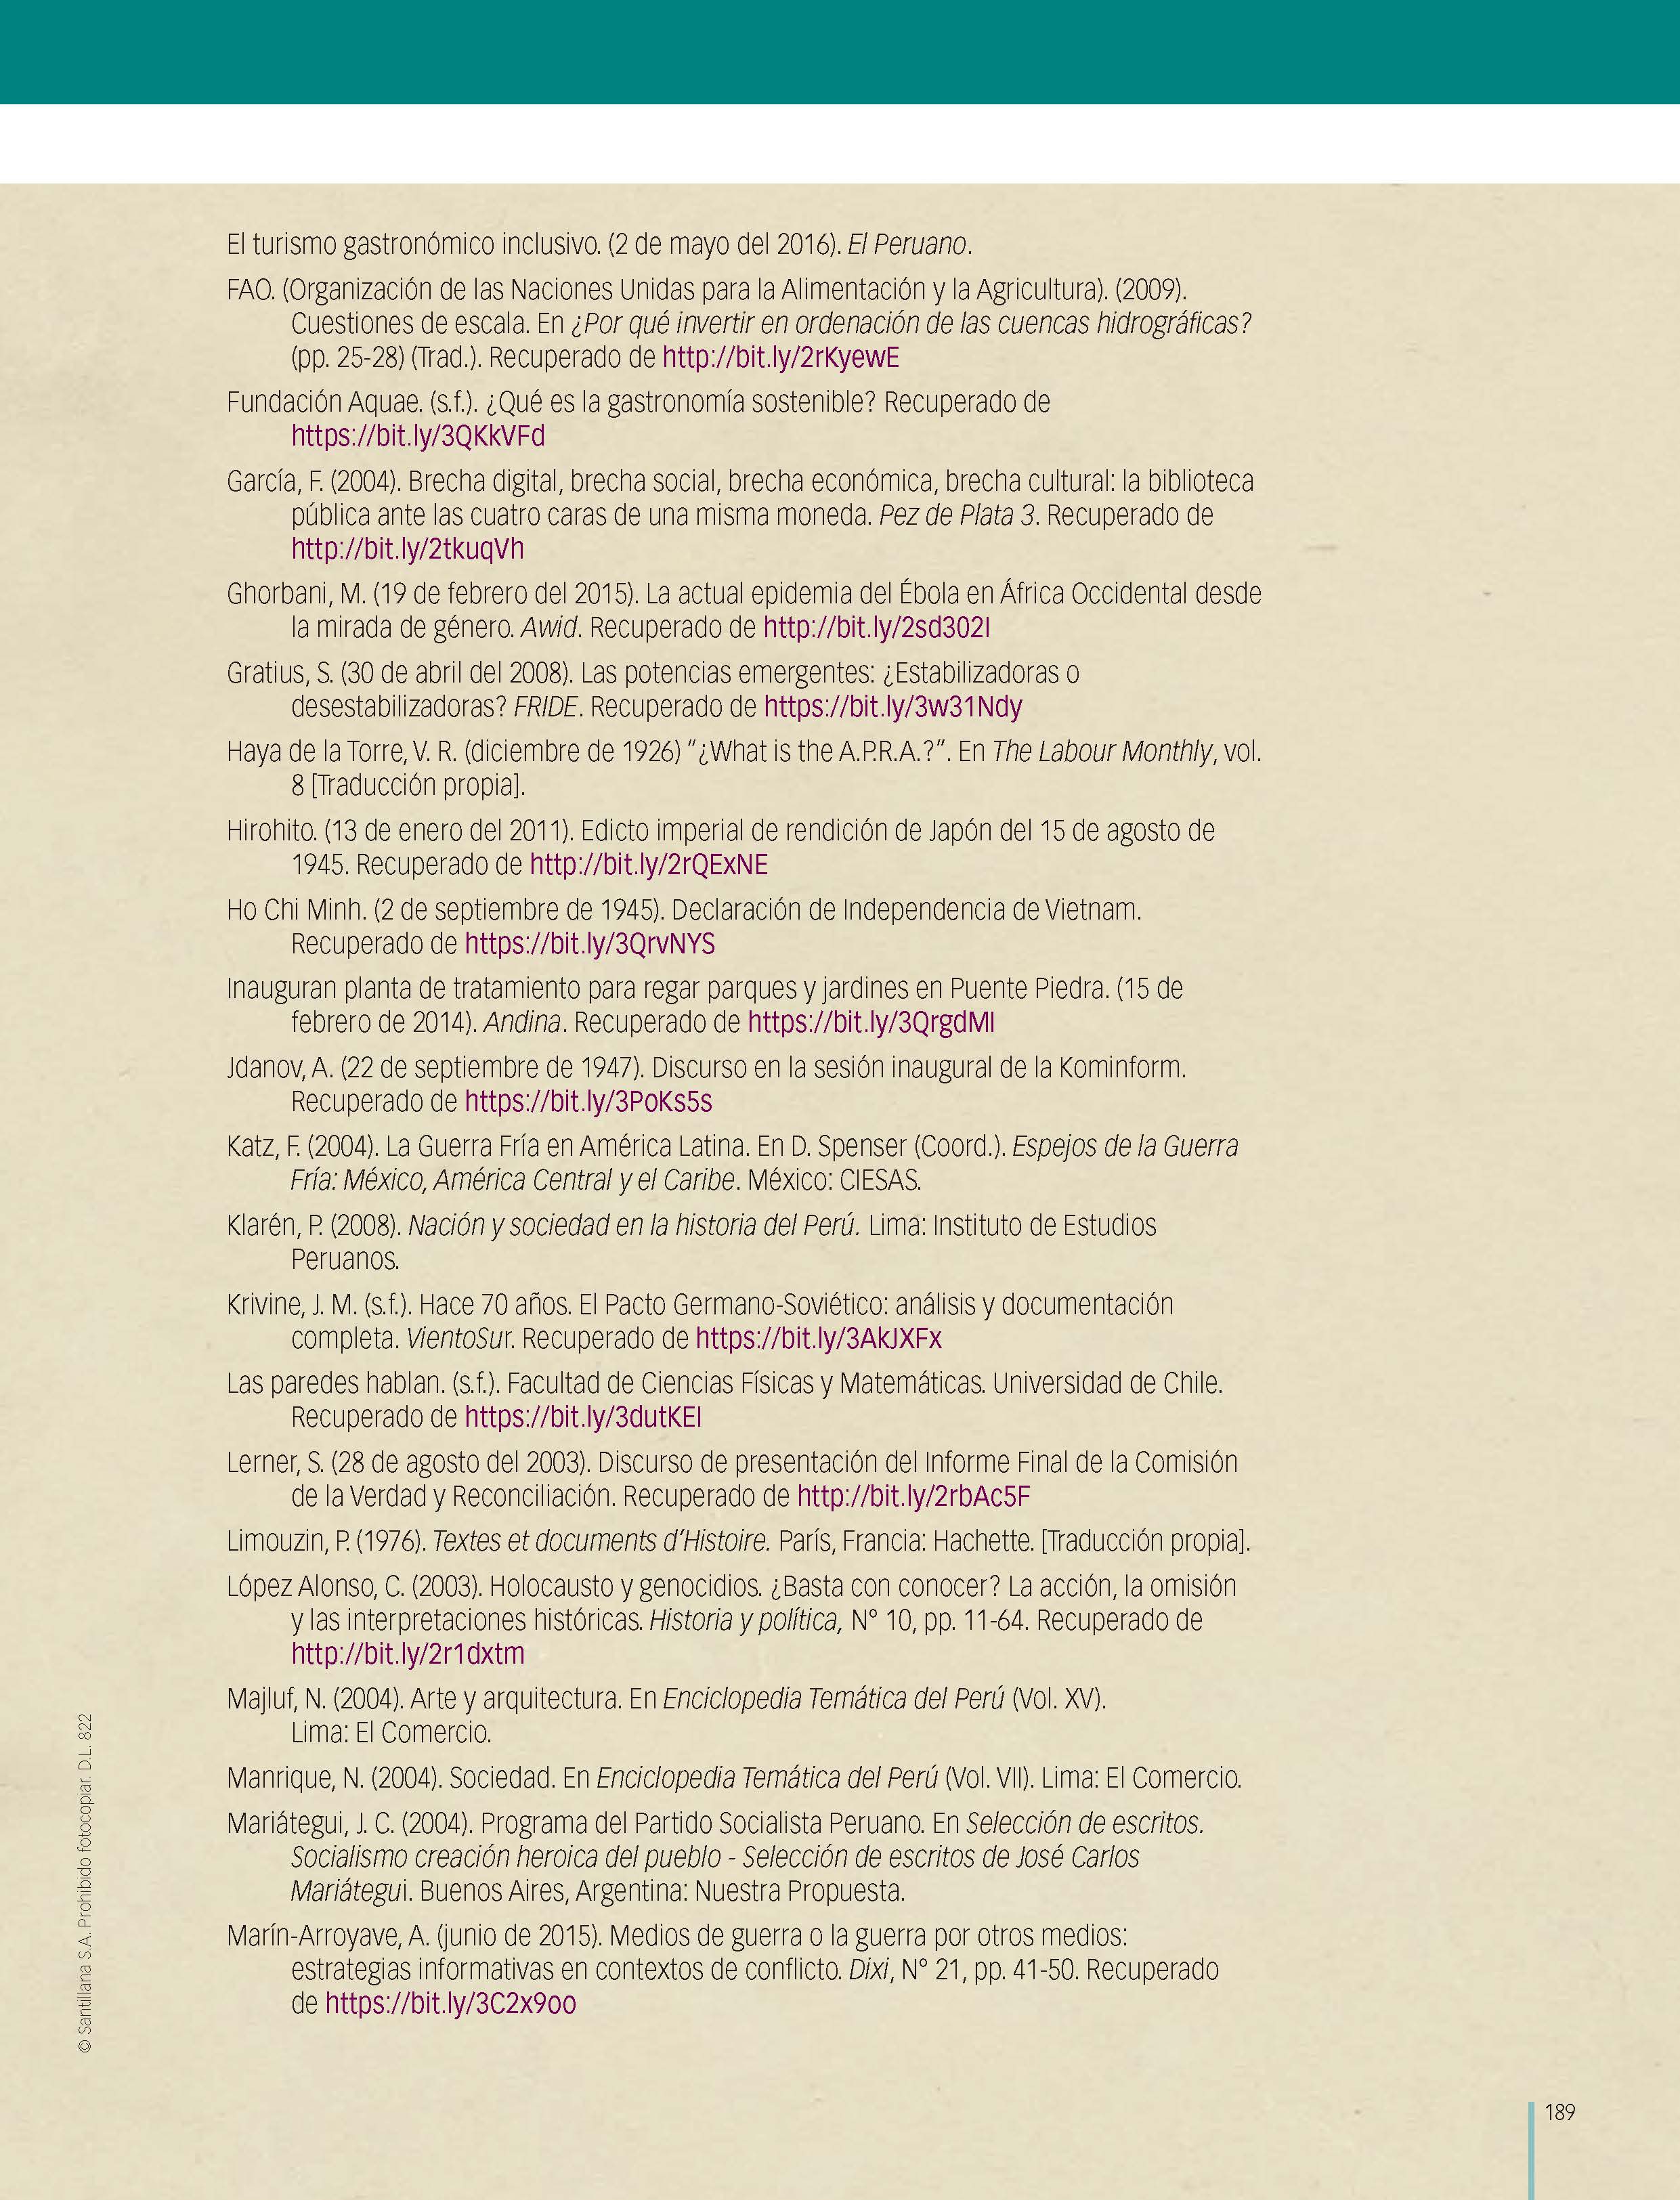 El turismo gastronómico inclusivo. (2 de mayo del 2016). El Peruano.
FAO. (Organización de las Naciones Unidas para la Alimentación y la Agricultura). (2009).
Cuestiones de escala. En ¿Por qué invertir en ordenación de las cuencas hidrográficas?
(pp. 25-28) (Trad.). Recuperado de http://bit.ly/2rKyewE
Fundación Aquae. (s.f.). ¿Qué es la gastronomía sostenible? Recuperado de
https://bit.ly/3QKkVFd
García, F. (2004). Brecha digital, brecha social, brecha económica, brecha cultural: la biblioteca
pública ante las cuatro caras de una misma moneda. Pez de Plata 3. Recuperado de
http://bit.ly/2tkuqVh
Ghorbani, M. (19 de febrero del 2015). La actual epidemia del Ébola en África Occidental desde
la mirada de género. Awid. Recuperado de http://bit.ly/2sd302I
Gratius, S. (30 de abril del 2008). Las potencias emergentes: ¿Estabilizadoras o
desestabilizadoras? FRIDE. Recuperado de https://bit.ly/3w31Ndy
Haya de la Torre, V. R. (diciembre de 1926) “¿What is the A.P.R.A.?”. En The Labour Monthly, vol.
8 [Traducción propia].
Hirohito. (13 de enero del 2011). Edicto imperial de rendición de Japón del 15 de agosto de
1945. Recuperado de http://bit.ly/2rQExNE
Ho Chi Minh. (2 de septiembre de 1945). Declaración de Independencia de Vietnam.
Recuperado de https://bit.ly/3QrvNYS
Inauguran planta de tratamiento para regar parques y jardines en Puente Piedra. (15 de
febrero de 2014). Andina. Recuperado de https://bit.ly/3QrgdMI
Jdanov, A. (22 de septiembre de 1947). Discurso en la sesión inaugural de la Kominform.
Recuperado de https://bit.ly/3PoKs5s
Katz, F. (2004). La Guerra Fría en América Latina. En D. Spenser (Coord.). Espejos de la Guerra
Fría: México, América Central y el Caribe. México: CIESAS.
Klarén, P. (2008). Nación y sociedad en la historia del Perú. Lima: Instituto de Estudios
Peruanos.
Krivine, J. M. (s.f.). Hace 70 años. El Pacto Germano-Soviético: análisis y documentación
completa. VientoSur. Recuperado de https://bit.ly/3AkJXFx
Las paredes hablan. (s.f.). Facultad de Ciencias Físicas y Matemáticas. Universidad de Chile.
Recuperado de https://bit.ly/3dutKEI
Lerner, S. (28 de agosto del 2003). Discurso de presentación del Informe Final de la Comisión
de la Verdad y Reconciliación. Recuperado de http://bit.ly/2rbAc5F
Limouzin, P. (1976). Textes et documents d’Histoire. París, Francia: Hachette. [Traducción propia].
López Alonso, C. (2003). Holocausto y genocidios. ¿Basta con conocer? La acción, la omisión
y las interpretaciones históricas. Historia y política, N° 10, pp. 11-64. Recuperado de
http://bit.ly/2r1dxtm
Majluf, N. (2004). Arte y arquitectura. En Enciclopedia Temática del Perú (Vol. XV).
Lima: El Comercio.
Manrique, N. (2004). Sociedad. En Enciclopedia Temática del Perú (Vol. VII). Lima: El Comercio.
Mariátegui, J. C. (2004). Programa del Partido Socialista Peruano. En Selección de escritos.
Socialismo creación heroica del pueblo - Selección de escritos de José Carlos
Mariátegui. Buenos Aires, Argentina: Nuestra Propuesta.
Marín-Arroyave, A. (junio de 2015). Medios de guerra o la guerra por otros medios:
estrategias informativas en contextos de conflicto. Dixi, N° 21, pp. 41-50. Recuperado
de https://bit.ly/3C2x9oo
© Santillana S.A. Prohibido fotocopiar. D.L. 822
189